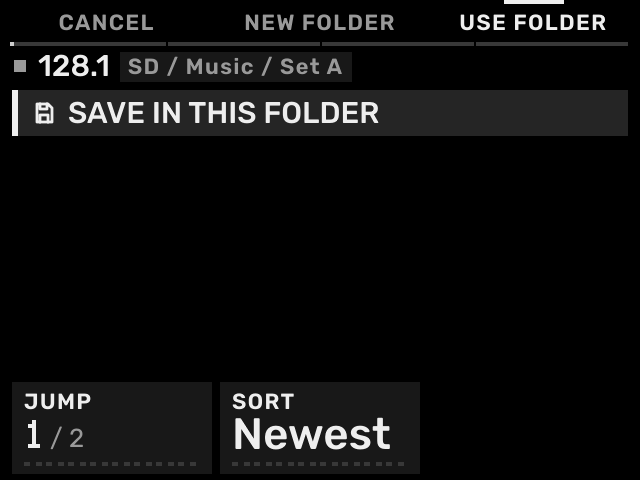 CANCEL NEW FOLDER USE FOLDER
128.1 SD / Music / Set A
SAVE IN THIS FOLDER
JUMP SORT
1 / 2 Newest